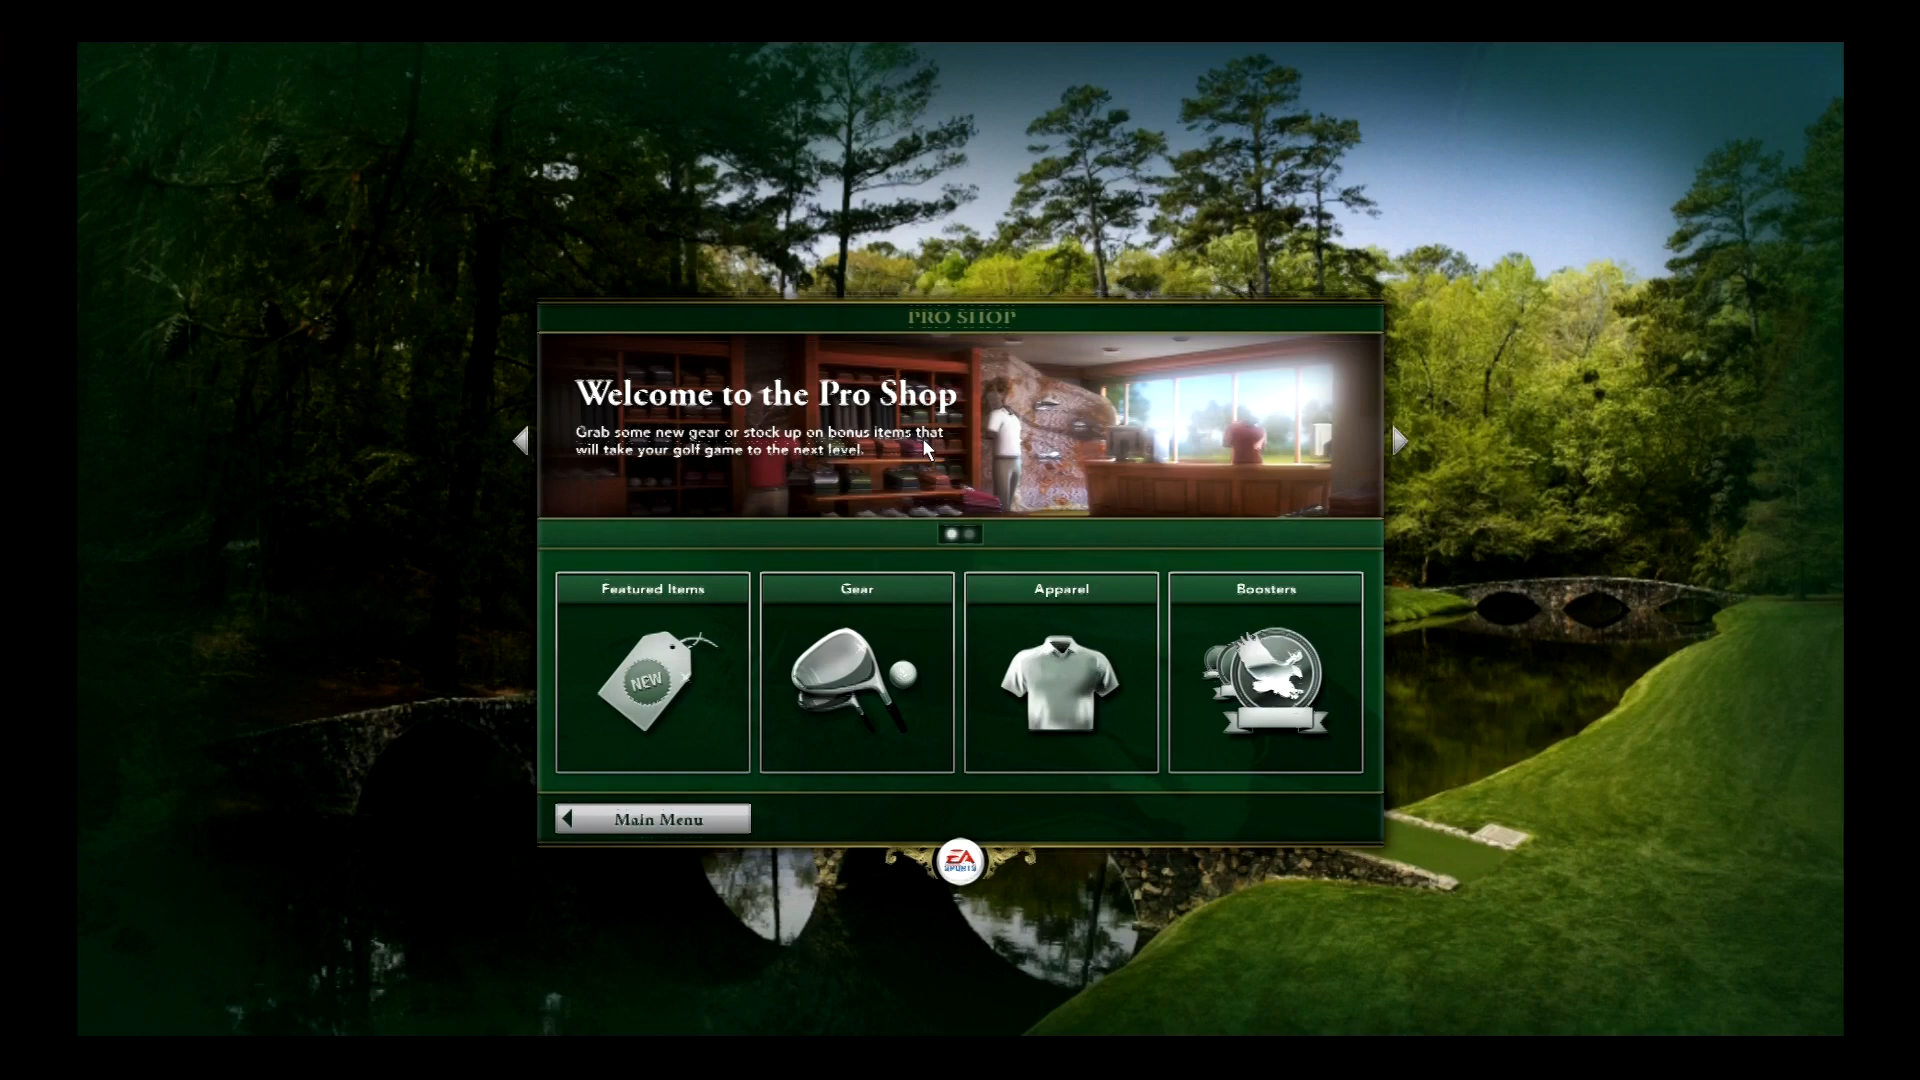 PRO SHOP
Welcome to the Pro Shop
Grab some new gear or stock up on bonus items that
will take your golf game to the next level.
Featured Items
Gear
Apparel
Boosters
NEW
Main Menu
EA
SPORTS